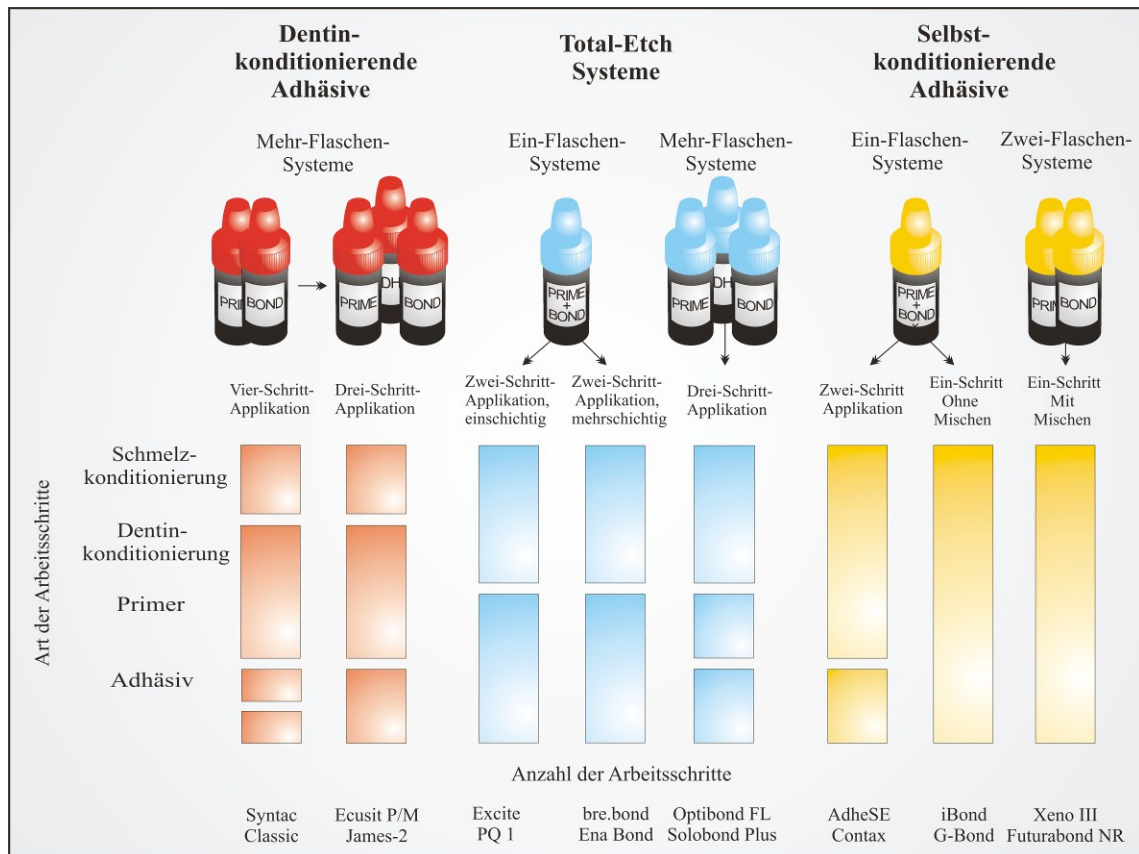 Dentin-
konditionierende
Adhäsive
Total-Etch
Systeme
Selbst-
konditionierende
Adhäsive
Mehr-Flaschen-
Systeme
Ein-Flaschen-
Systeme
Mehr-Flaschen-
Systeme
Ein-Flaschen-
Systeme
Zwei-Flaschen-
Systeme
PRIM
BOND
PRIME
DH
BOND
PRIME
+
BOND
PRIME
DH
BOND
PRIME
+
BOND
PRIM
BOND
Vier-Schritt-
Applikation
Drei-Schritt-
Applikation
Zwei-Schritt-
Applikation,
einschichtig
Zwei-Schritt-
Applikation,
mehrschichtig
Drei-Schritt-
Applikation
Zwei-Schritt
Applikation
Ein-Schritt
Ohne
Mischen
Ein-Schritt
Mit
Mischen
Art der Arbeitsschritte
Schmelz-
konditionierung
Dentin-
konditionierung
Primer
Adhäsiv
Anzahl der Arbeitsschritte
Syntac
Classic
Ecusit P/M
James-2
Excite
PQ 1
bre.bond
Ena Bond
Optibond FL
Solobond Plus
AdheSE
Contax
iBond
G-Bond
Xeno III
Futurabond NR